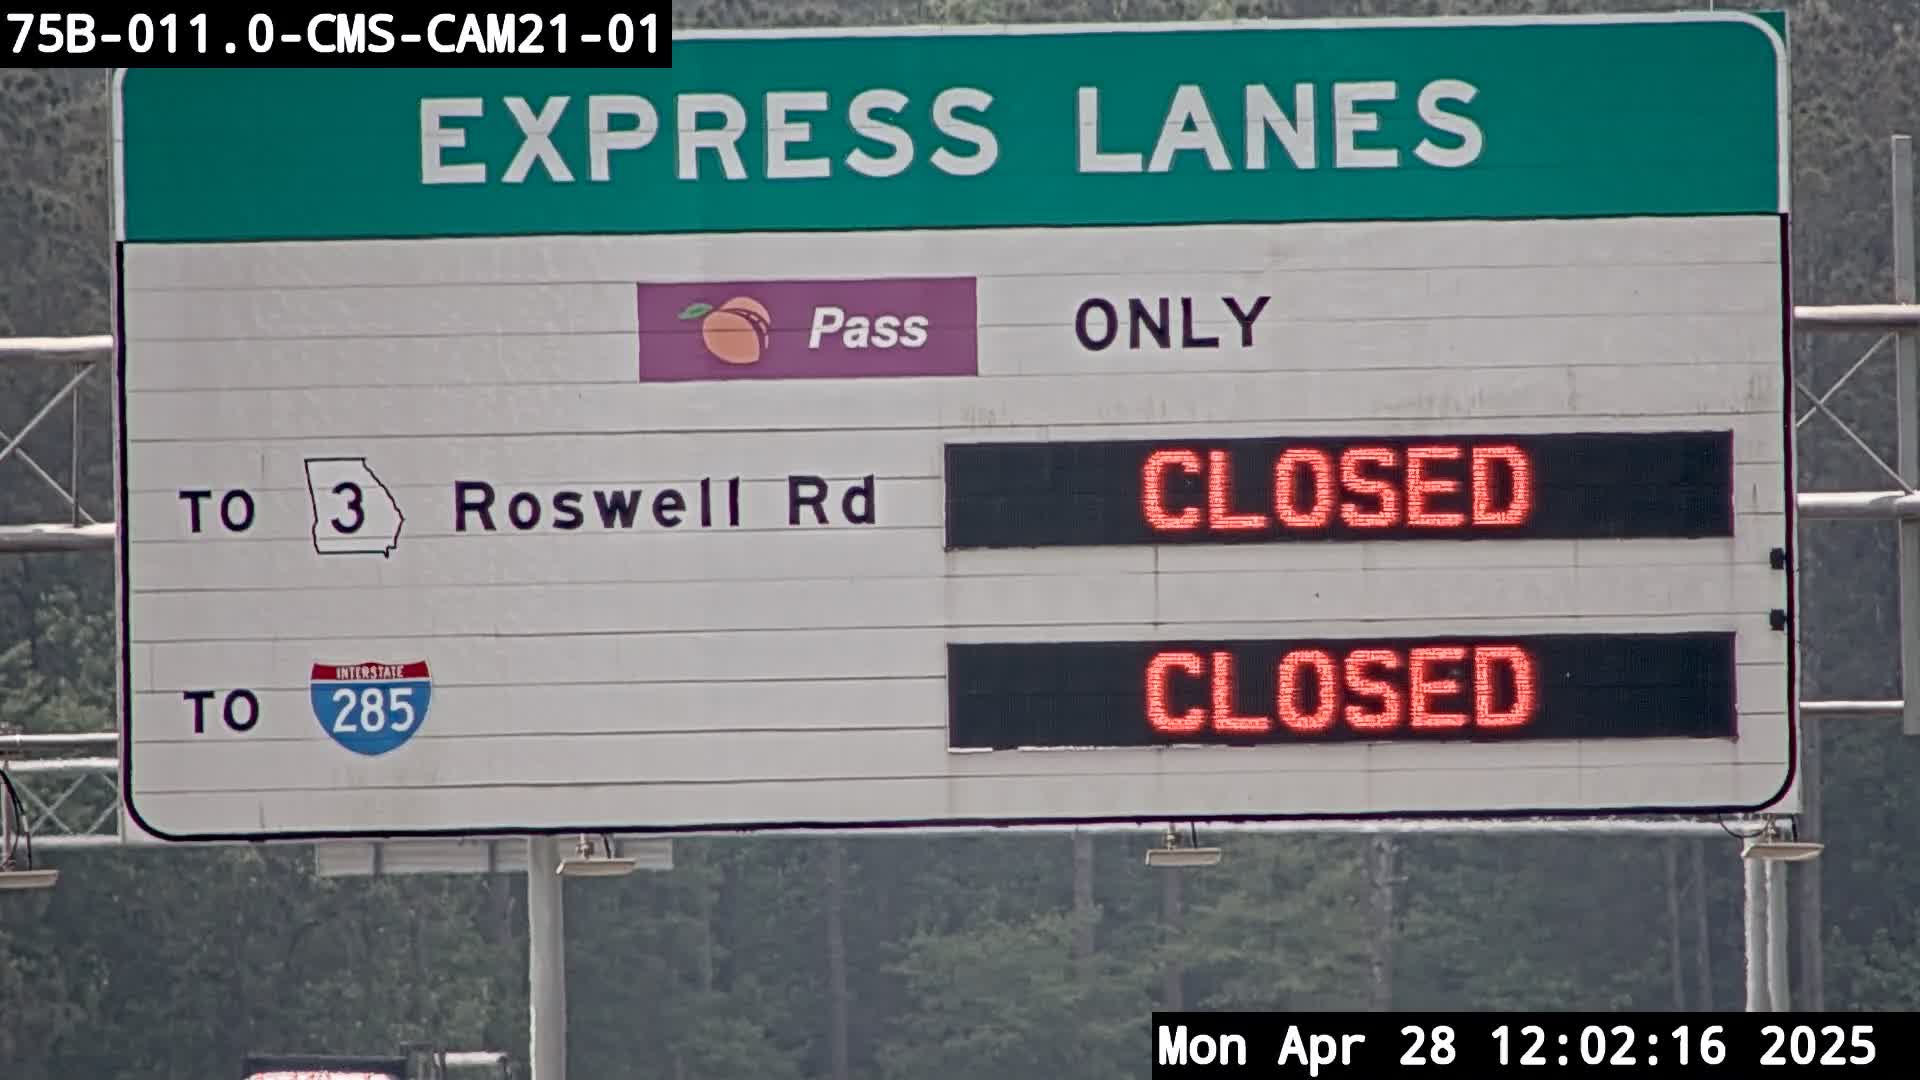 75B-011.0-CMS-CAM21-01
EXPRESS LANES
Pass ONLY
TO 3 Roswell Rd CLOSED
TO INTERSTATE 285 CLOSED
Mon Apr 28 12:02:16 2025